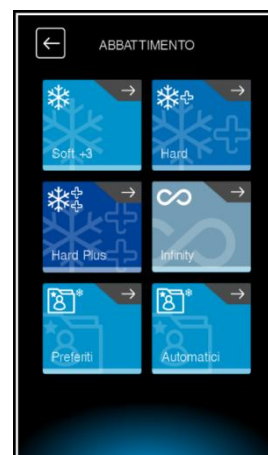 ABBATTIMENTO
Soft +3
Hard
Hard Plus
Infinity
Preferiti
Automatici